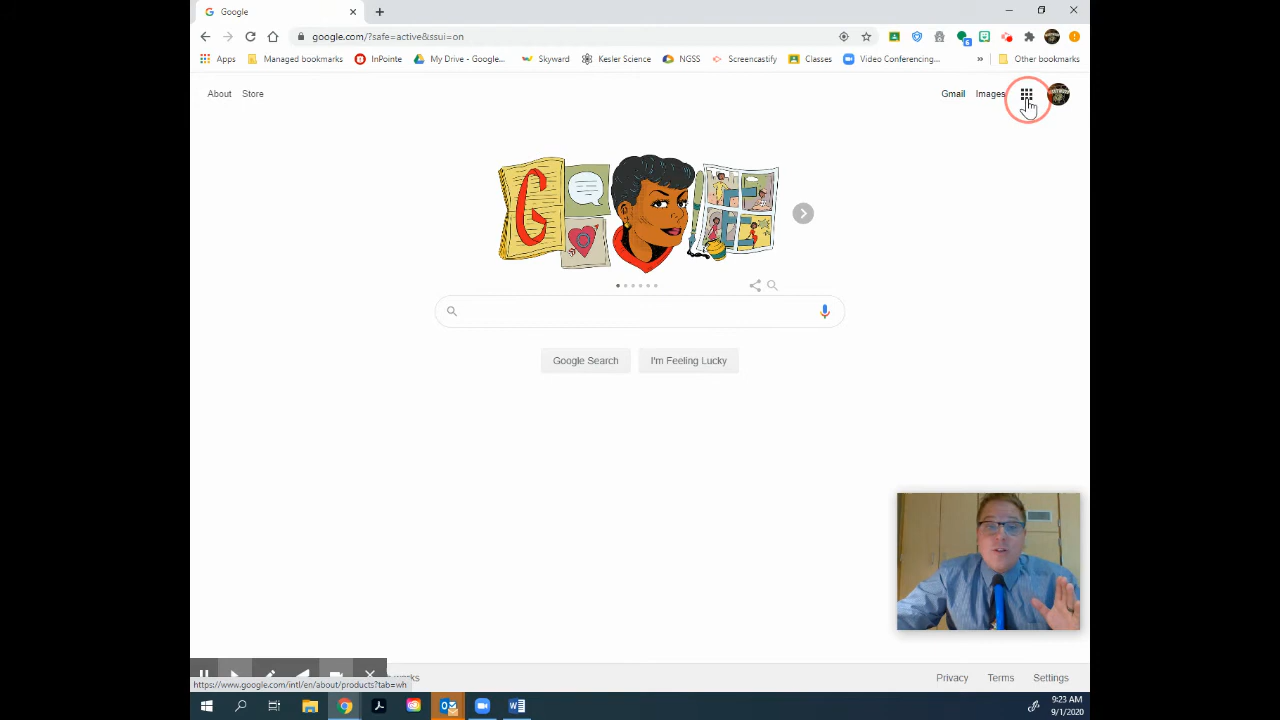 Google
google.com/?safe=active&ssui=on
6
Apps Managed bookmarks InPointe My Drive - Google... Skyward Kesler Science NGSS Screencastify Classes Video Conferencing... » Other bookmarks
About Store Gmail Images
G
Google Search I'm Feeling Lucky
works Privacy Terms Settings
https://www.google.com/intl/en/about/products?tab=wh
9:23 AM
9/1/2020